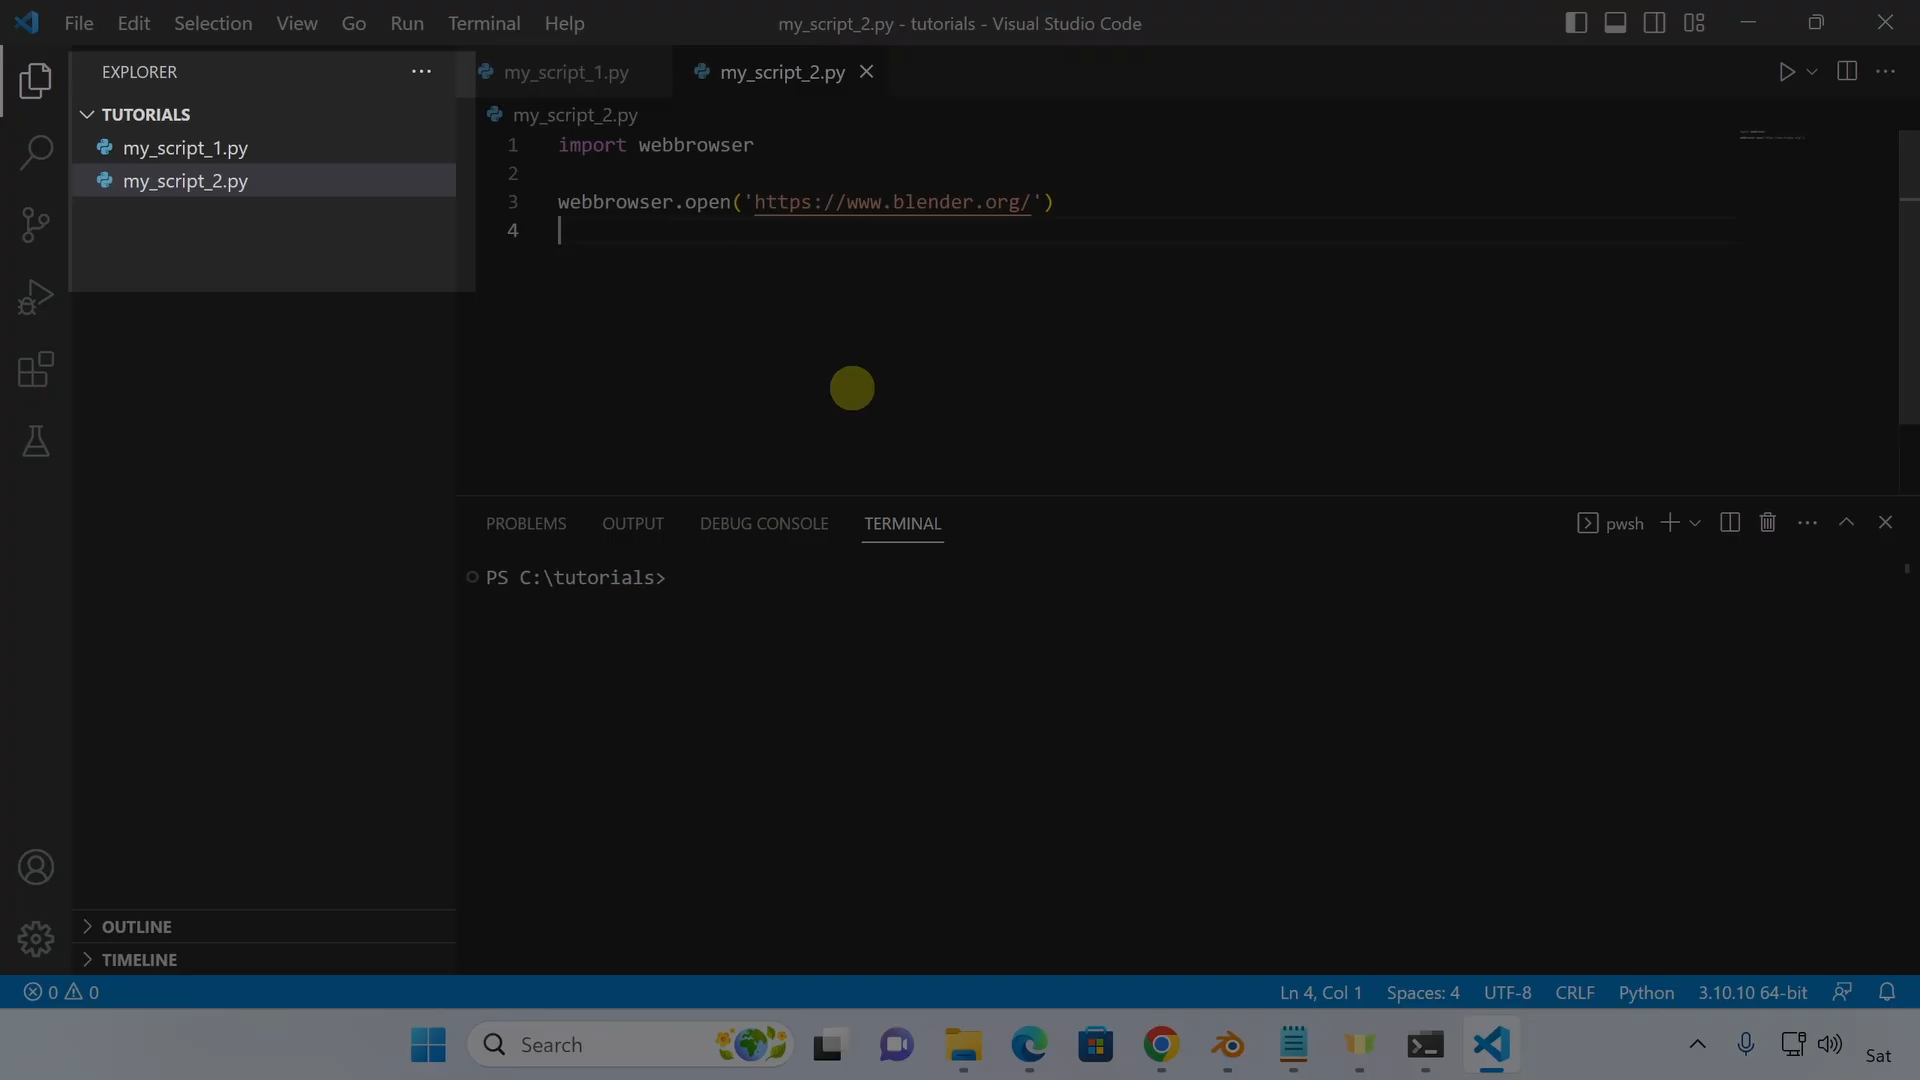 File Edit Selection View Go Run Terminal Help
my_script_2.py - tutorials - Visual Studio Code
EXPLORER
TUTORIALS
my_script_1.py
my_script_2.py
OUTLINE
TIMELINE
my_script_1.py
my_script_2.py
my_script_2.py
1 import webbrowser
2
3 webbrowser.open('https://www.blender.org/')
4
PROBLEMS OUTPUT DEBUG CONSOLE TERMINAL
pwsh
PS C:\tutorials>
0 0
Ln 4, Col 1 Spaces: 4 UTF-8 CRLF Python 3.10.10 64-bit
Search
Sat